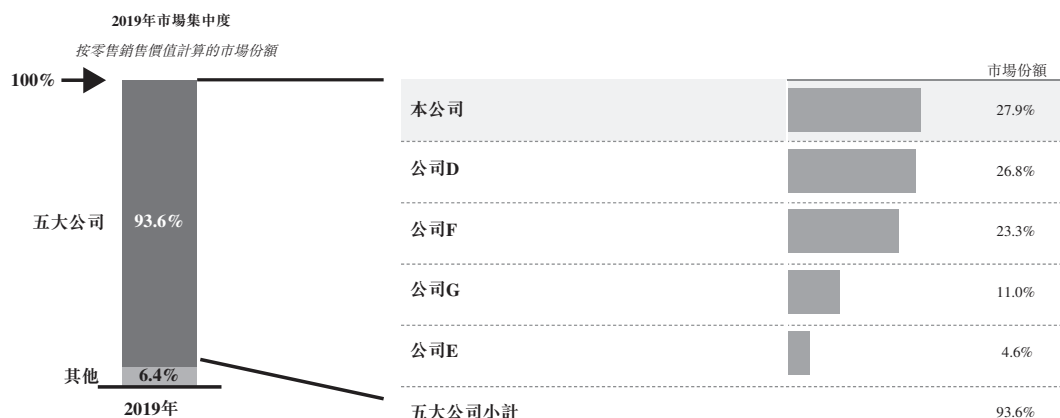 2019年市場集中度
按零售銷售價值計算的市場份額
100%
市場份額
本公司 27.9%
公司D 26.8%
五大公司 93.6%
公司F 23.3%
公司G 11.0%
公司E 4.6%
其他 6.4%
2019年
五大公司小計 93.6%